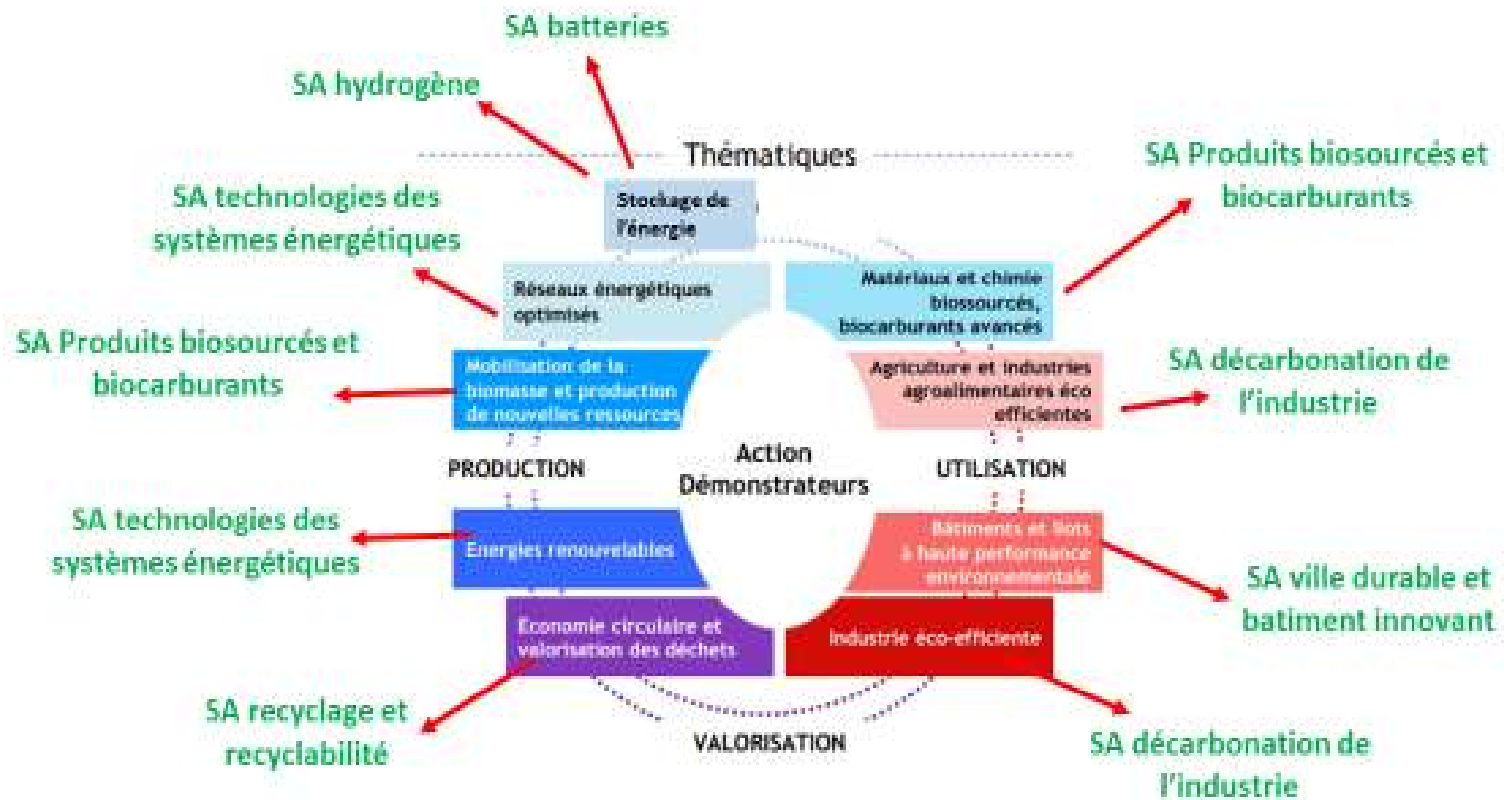 SA batteries
SA hydrogène
Thématiques
SA Produits biosourcés et
biocarburants
SA technologies des
systèmes énergétiques
Stockage de
l'énergie
Réseaux énergétiques
optimisés
Matériaux et chimie
biossourcés,
biocarburants avancés
SA Produits biosourcés et
biocarburants
Mobilisation de la
biomasse et production
de nouvelles ressources
Agriculture et industries
agroalimentaires éco
efficientes
SA décarbonation de
l'industrie
PRODUCTION
Action
Démonstrateurs
UTILISATION
SA technologies des
systèmes énergétiques
Energies renouvelables
Bâtiments et îlots
à haute performance
environnementale
SA ville durable et
batiment innovant
Economie circulaire et
valorisation des déchets
Industrie éco-efficiente
SA recyclage et
recyclabilité
VALORISATION
SA décarbonation de
l'industrie